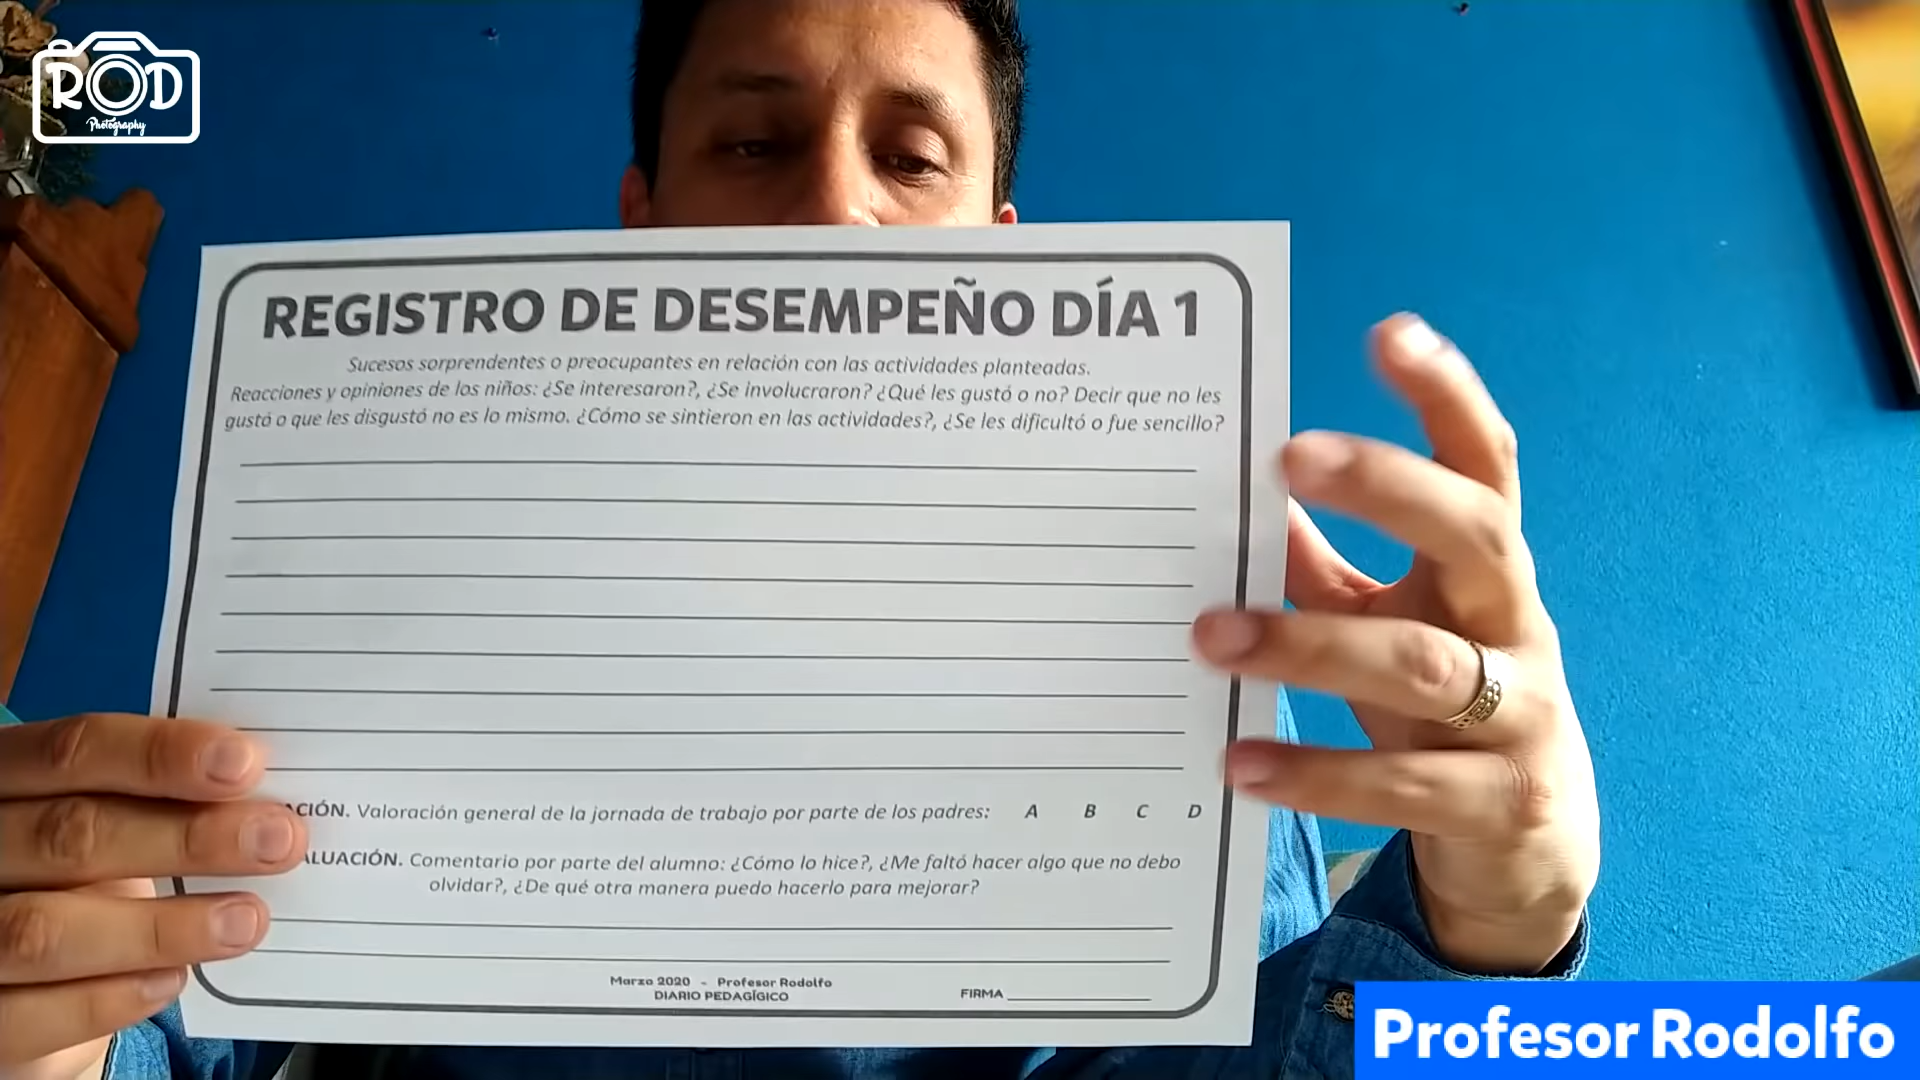 ROD
Photography
REGISTRO DE DESEMPEÑO DÍA 1
Sucesos sorprendentes o preocupantes en relación con las actividades planteadas.
Reacciones y opiniones de los niños: ¿Se interesaron?, ¿Se involucraron? ¿Qué les gustó o no? Decir que no les
gustó o que les disgustó no es lo mismo. ¿Cómo se sintieron en las actividades?, ¿Se les dificultó o fue sencillo?
ACIÓN. Valoración general de la jornada de trabajo por parte de los padres: A B C D
ALUACIÓN. Comentario por parte del alumno: ¿Cómo lo hice?, ¿Me faltó hacer algo que no debo
olvidar?, ¿De qué otra manera puedo hacerlo para mejorar?
Marzo 2020 - Profesor Rodolfo
DIARIO PEDAGÍGICO
FIRMA
Profesor Rodolfo